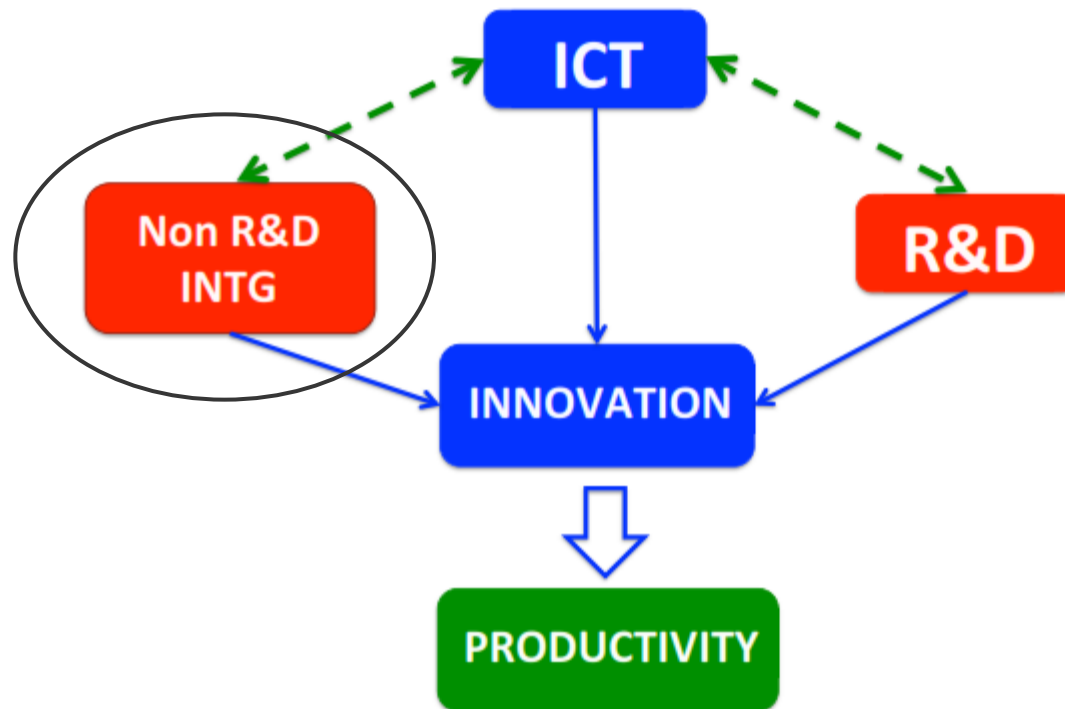 ICT
Non R&D
INTG
R&D
INNOVATION
PRODUCTIVITY